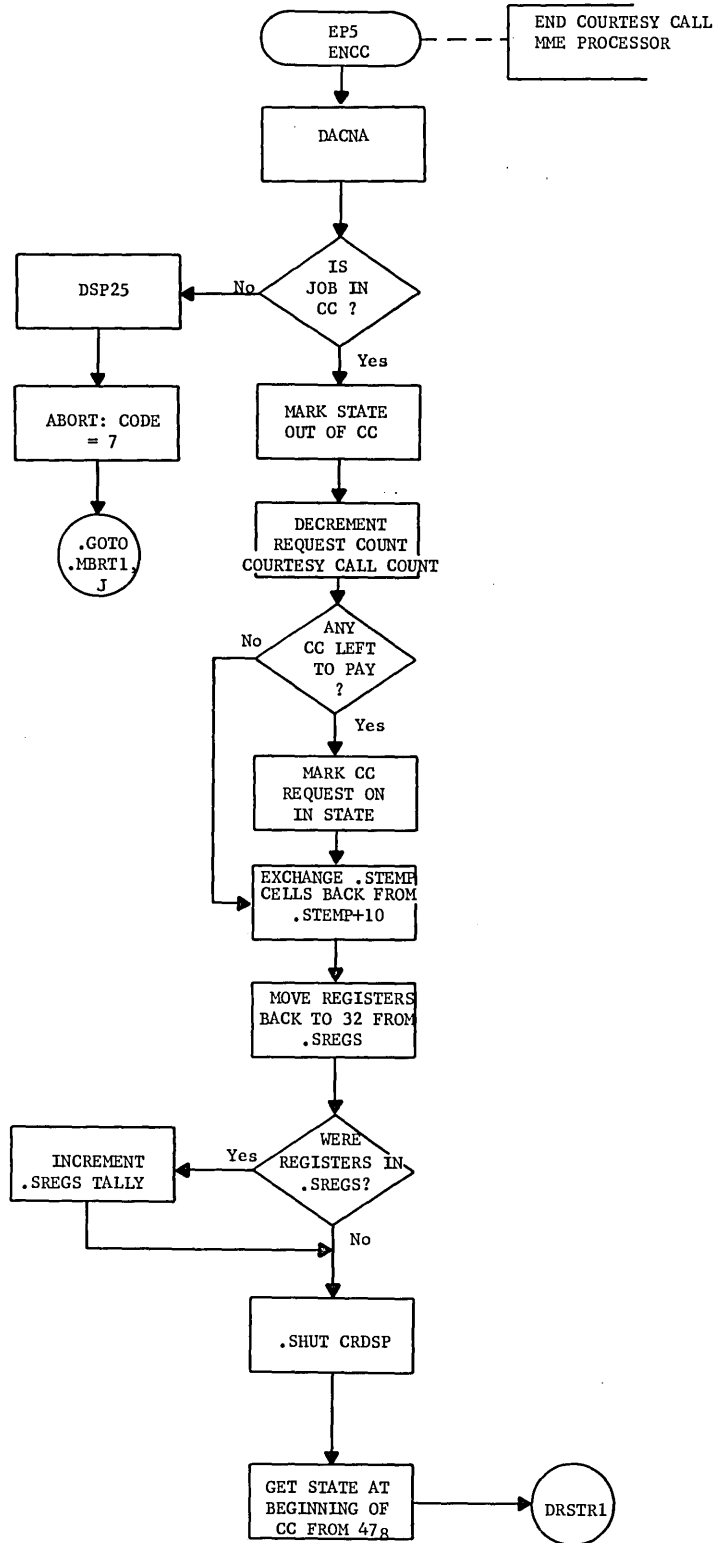 EP5
ENCC
END COURTESY CALL
MME PROCESSOR
DACNA
IS
JOB IN
CC ?
No
DSP25
Yes
ABORT: CODE
= 7
MARK STATE
OUT OF CC
.GOTO
.MBRT1,
J
DECREMENT
REQUEST COUNT
COURTESY CALL COUNT
ANY
CC LEFT
TO PAY
?
No
Yes
MARK CC
REQUEST ON
IN STATE
EXCHANGE .STEMP
CELLS BACK FROM
.STEMP+10
MOVE REGISTERS
BACK TO 32 FROM
.SREGS
WERE
REGISTERS IN
.SREGS?
Yes
INCREMENT
.SREGS TALLY
No
.SHUT CRDSP
GET STATE AT
BEGINNING OF
CC FROM 47₈
DRSTR1